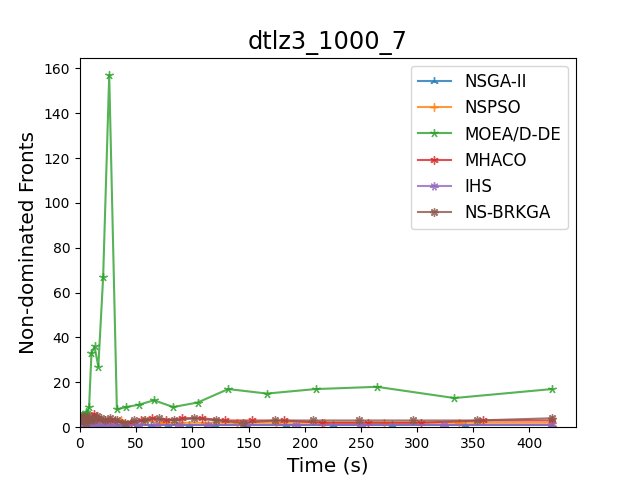 dtlz3_1000_7
160
140
120
100
80
60
40
20
0
Non-dominated Fronts
NSGA-II
NSPSO
MOEA/D-DE
MHACO
IHS
NS-BRKGA
0 50 100 150 200 250 300 350 400
Time (s)